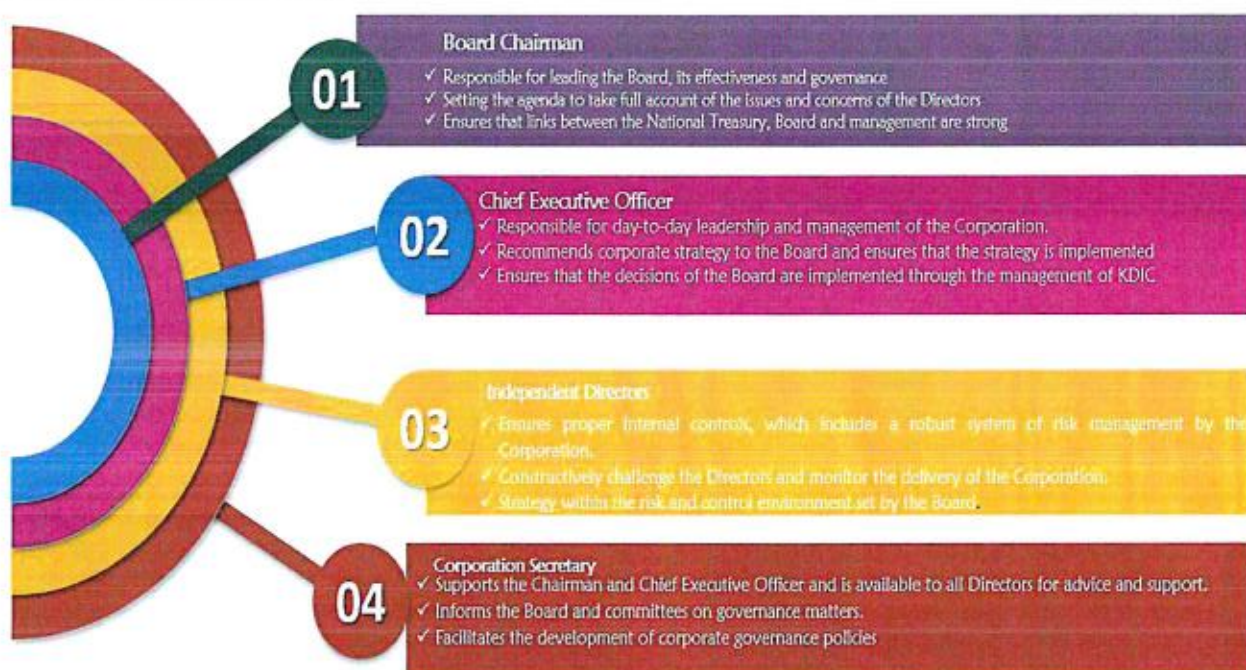 01
Board Chairman
✓ Responsible for leading the Board, its effectiveness and governance
✓ Setting the agenda to take full account of the issues and concerns of the Directors
✓ Ensures that links between the National Treasury, Board and management are strong
02
Chief Executive Officer
✓ Responsible for day-to-day leadership and management of the Corporation.
✓ Recommends corporate strategy to the Board and ensures that the strategy is implemented
✓ Ensures that the decisions of the Board are implemented through the management of KDIC
03
Independent Directors
✓ Ensures proper internal controls, which includes a robust system of risk management by the
Corporation.
✓ Constructively challenge the Directors and monitor the delivery of the Corporation.
✓ Strategy within the risk and control environment set by the Board.
04
Corporation Secretary
✓ Supports the Chairman and Chief Executive Officer and is available to all Directors for advice and support.
✓ Informs the Board and committees on governance matters.
✓ Facilitates the development of corporate governance policies